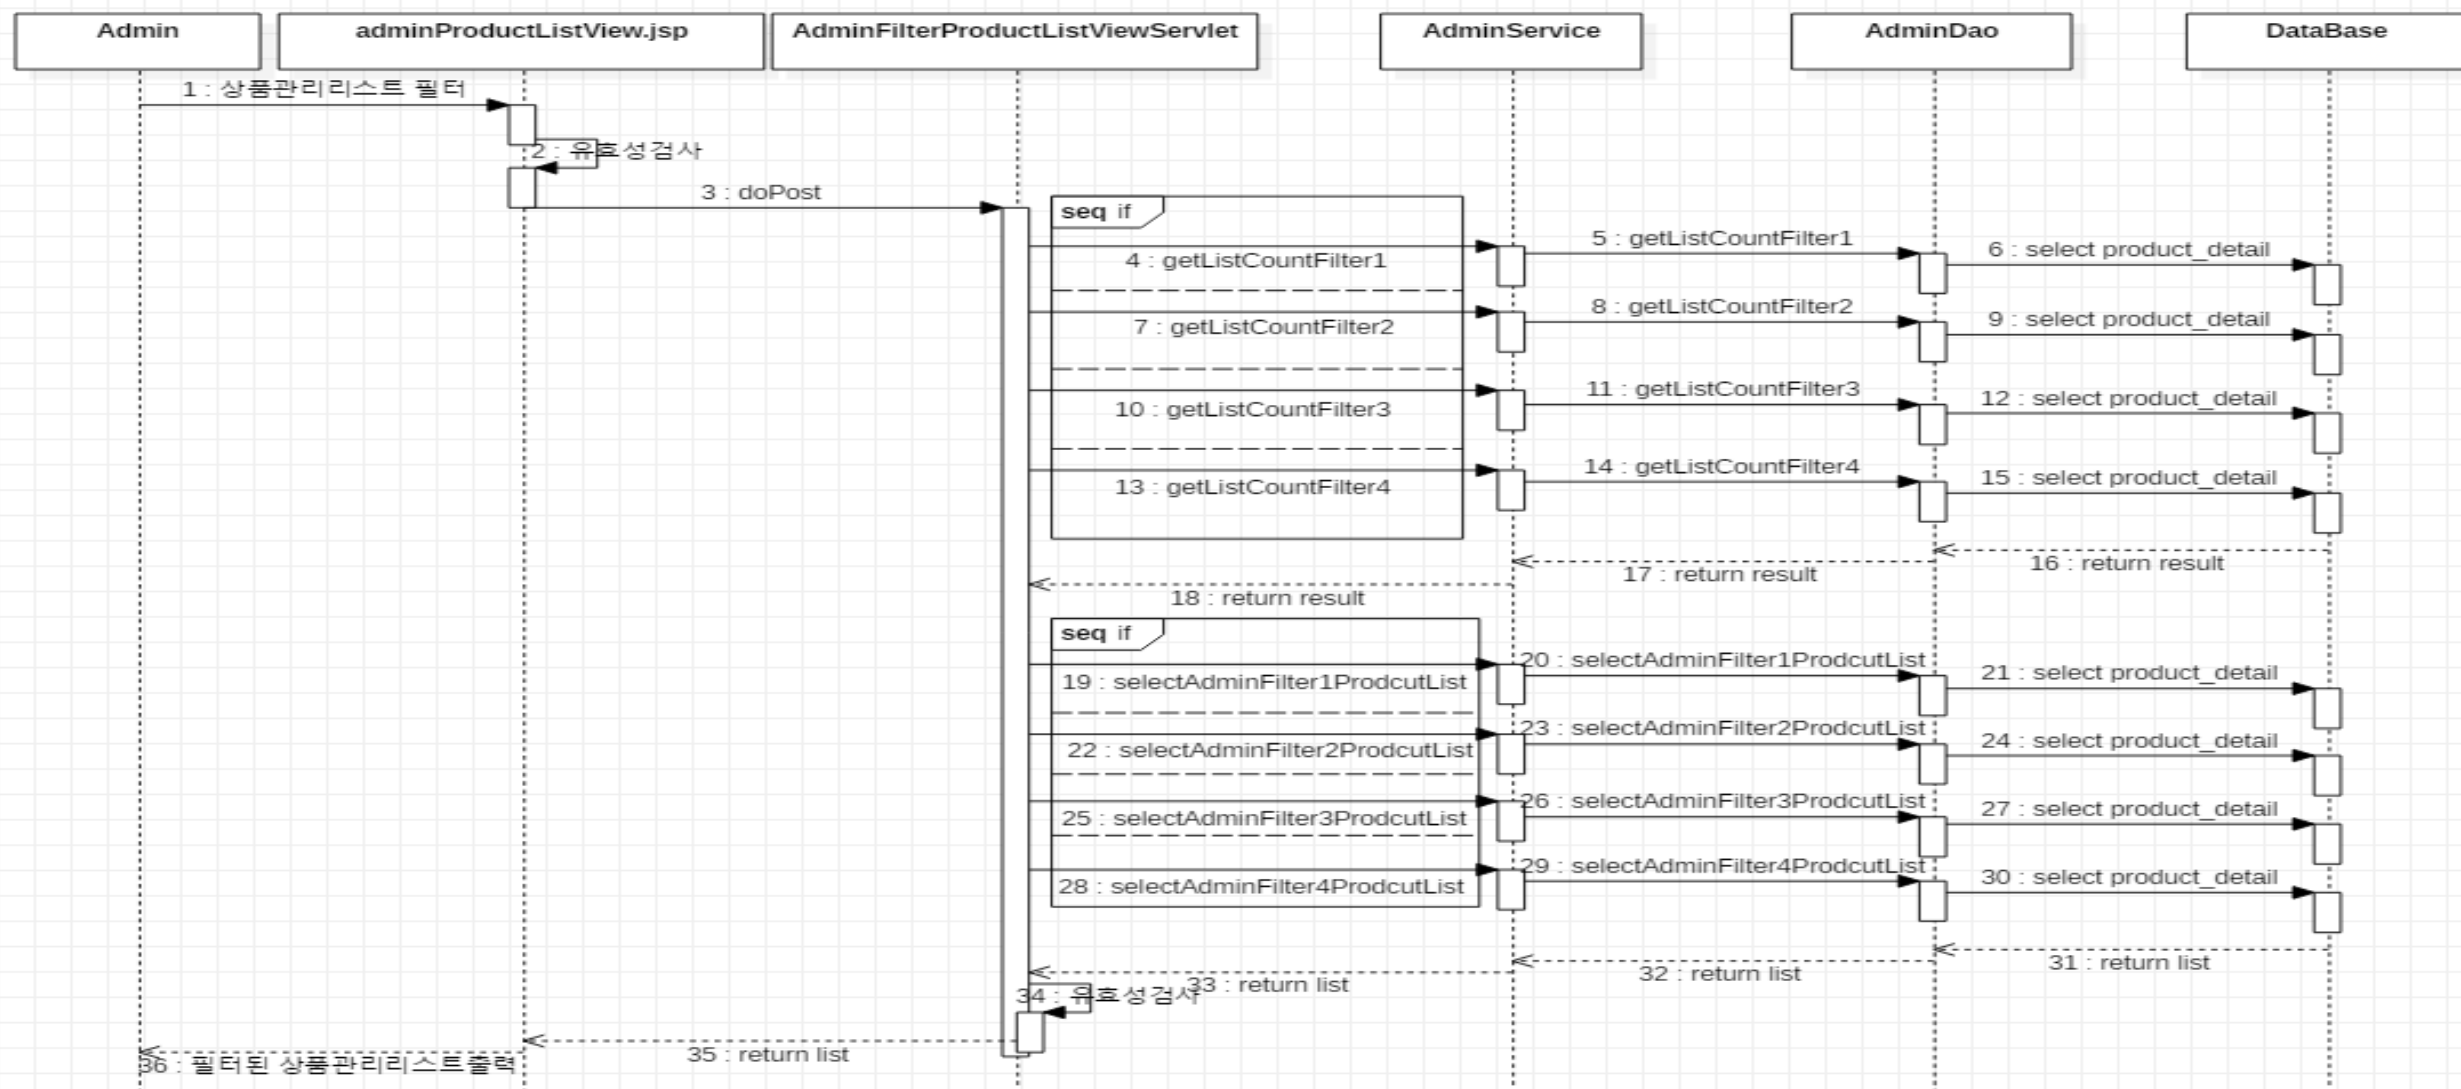 Admin
adminProductListView.jsp
AdminFilterProductListViewServlet
AdminService
AdminDao
DataBase
1 : 상품관리리스트 필터
2 : 유효성검사
3 : doPost
seq if
4 : getListCountFilter1
5 : getListCountFilter1
6 : select product_detail
7 : getListCountFilter2
8 : getListCountFilter2
9 : select product_detail
10 : getListCountFilter3
11 : getListCountFilter3
12 : select product_detail
13 : getListCountFilter4
14 : getListCountFilter4
15 : select product_detail
16 : return result
17 : return result
18 : return result
seq if
19 : selectAdminFilter1ProdcutList
20 : selectAdminFilter1ProdcutList
21 : select product_detail
22 : selectAdminFilter2ProdcutList
23 : selectAdminFilter2ProdcutList
24 : select product_detail
25 : selectAdminFilter3ProdcutList
26 : selectAdminFilter3ProdcutList
27 : select product_detail
28 : selectAdminFilter4ProdcutList
29 : selectAdminFilter4ProdcutList
30 : select product_detail
31 : return list
32 : return list
33 : return list
34 : 유효성검사
35 : return list
36 : 필터된 상품관리리스트출력